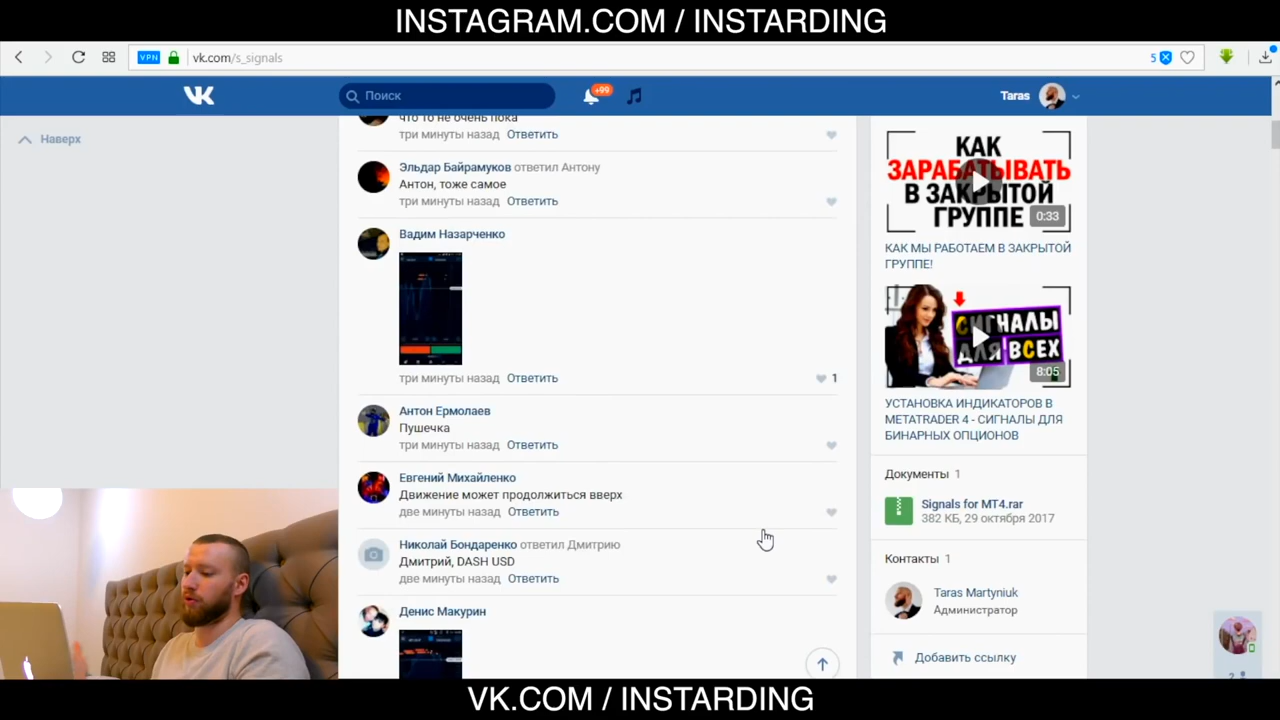 INSTAGRAM.COM / INSTARDING
VPN
vk.com/s_signals
5
Поиск
+99
Taras
Наверх
что то не очень пока
три минуты назад Ответить
Эльдар Байрамуков ответил Антону
Антон, тоже самое
три минуты назад Ответить
Вадим Назарченко
три минуты назад Ответить
1
Антон Ермолаев
Пушечка
три минуты назад Ответить
Евгений Михайленко
Движение может продолжиться вверх
две минуты назад Ответить
Николай Бондаренко ответил Дмитрию
Дмитрий, DASH USD
две минуты назад Ответить
Денис Макурин
КАК
ЗАРАБАТЫВАТЬ
В ЗАКРЫТОЙ
ГРУППЕ
0:33
КАК МЫ РАБОТАЕМ В ЗАКРЫТОЙ
ГРУППЕ!
СИГНАЛЫ
ДЛЯ ВСЕХ
8:05
УСТАНОВКА ИНДИКАТОРОВ В
METATRADER 4 - СИГНАЛЫ ДЛЯ
БИНАРНЫХ ОПЦИОНОВ
Документы 1
Signals for MT4.rar
382 КБ, 29 октября 2017
Контакты 1
Taras Martyniuk
Администратор
Добавить ссылку
VK.COM / INSTARDING